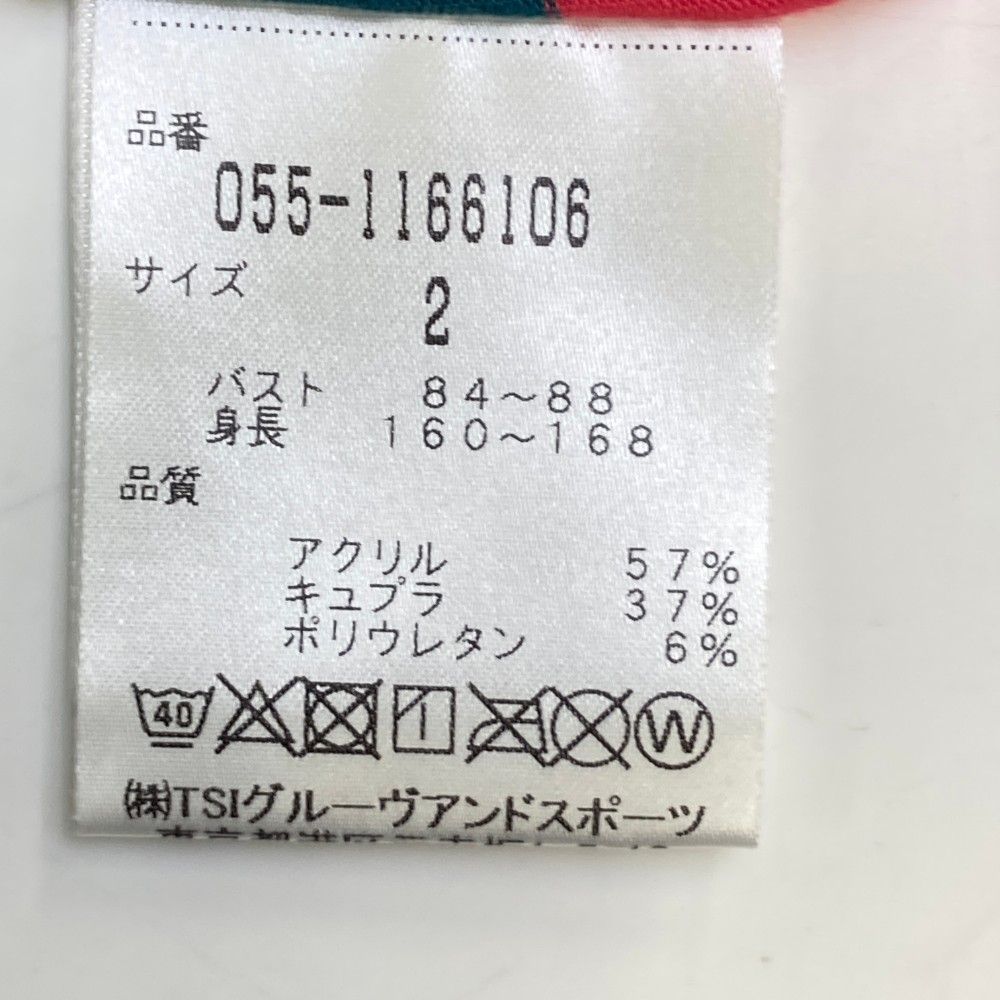 品番
055-1166106
サイズ
2
バスト 84～88
身長 160～168
品質
アクリル 57%
キュプラ 37%
ポリウレタン 6%
40 W
㈱TSIグルーヴアンドスポーツ